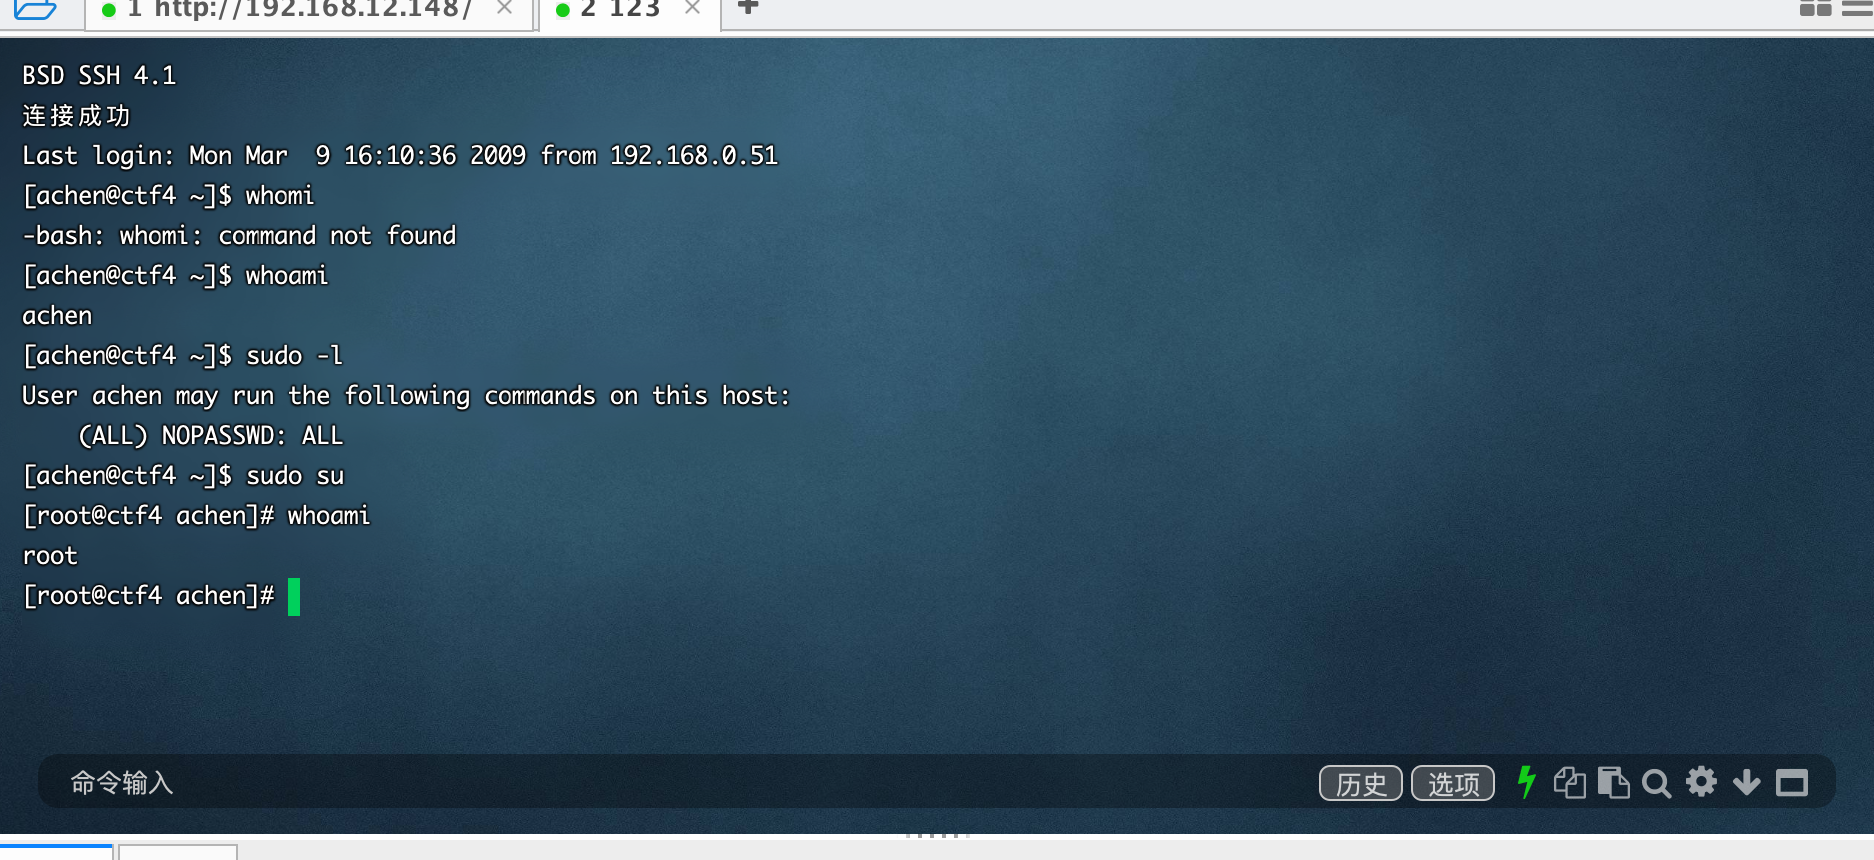 1 http://192.168.12.148/
2 123
BSD SSH 4.1
连接成功
Last login: Mon Mar  9 16:10:36 2009 from 192.168.0.51
[achen@ctf4 ~]$ whomi
-bash: whomi: command not found
[achen@ctf4 ~]$ whoami
achen
[achen@ctf4 ~]$ sudo -l
User achen may run the following commands on this host:
    (ALL) NOPASSWD: ALL
[achen@ctf4 ~]$ sudo su
[root@ctf4 achen]# whoami
root
[root@ctf4 achen]#
命令输入
历史
选项